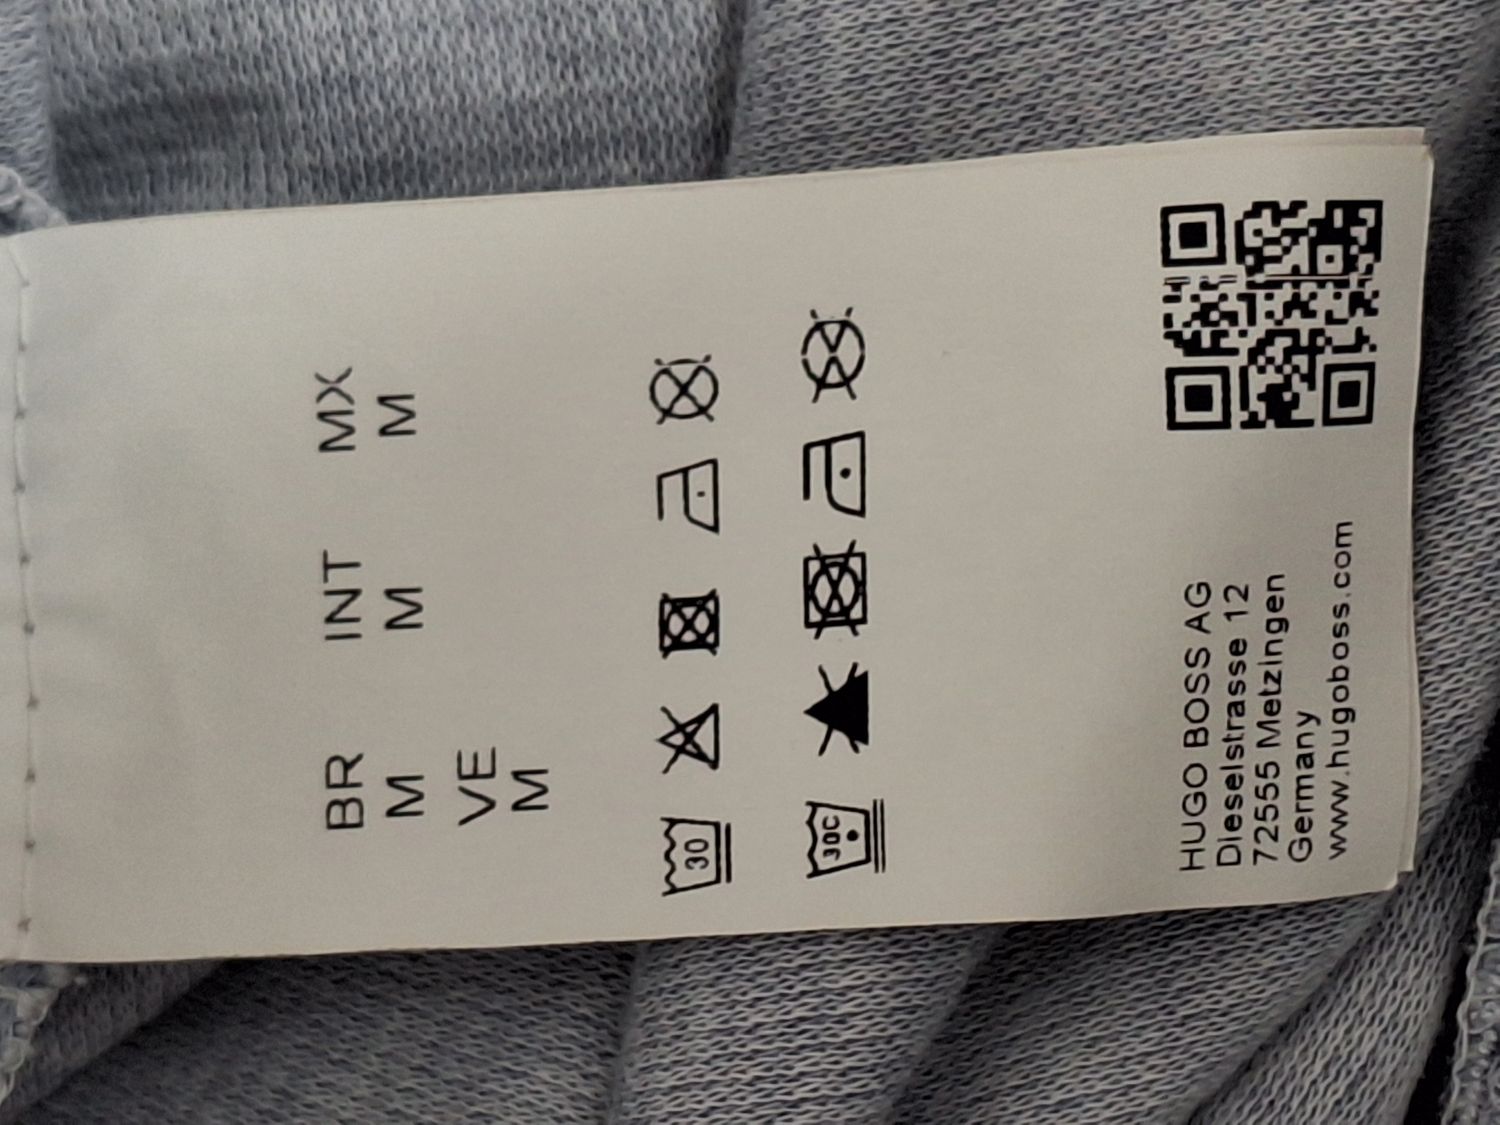 BR INT MX
M M M
VE
M
30
30C
HUGO BOSS AG
Dieselstrasse 12
72555 Metzingen
Germany
www.hugoboss.com